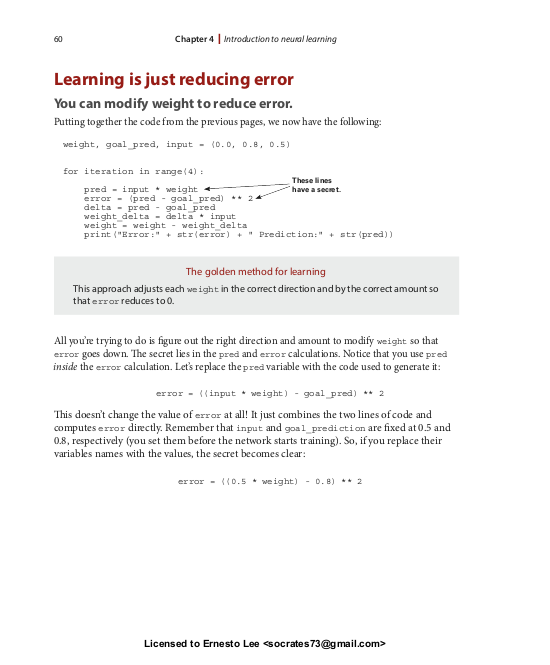 60
Chapter 4 | Introduction to neural learning
Learning is just reducing error
You can modify weight to reduce error.
Putting together the code from the previous pages, we now have the following:
weight, goal_pred, input = (0.0, 0.8, 0.5)
for iteration in range(4):
pred = input * weight
error = (pred - goal_pred) ** 2
delta = pred - goal_pred
weight_delta = delta * input
weight = weight - weight_delta
print("Error:" + str(error) + " Prediction:" + str(pred))
These lines
have a secret.
The golden method for learning
This approach adjusts each weight in the correct direction and by the correct amount so
that error reduces to 0.
All you're trying to do is figure out the right direction and amount to modify weight so that
error goes down. The secret lies in the pred and error calculations. Notice that you use pred
inside the error calculation. Let's replace the pred variable with the code used to generate it:
error = ((input * weight) - goal_pred) ** 2
This doesn't change the value of error at all! It just combines the two lines of code and
computes error directly. Remember that input and goal_prediction are fixed at 0.5 and
0.8, respectively (you set them before the network starts training). So, if you replace their
variables names with the values, the secret becomes clear:
error = ((0.5 * weight) - 0.8) ** 2
Licensed to Ernesto Lee <socrates73@gmail.com>